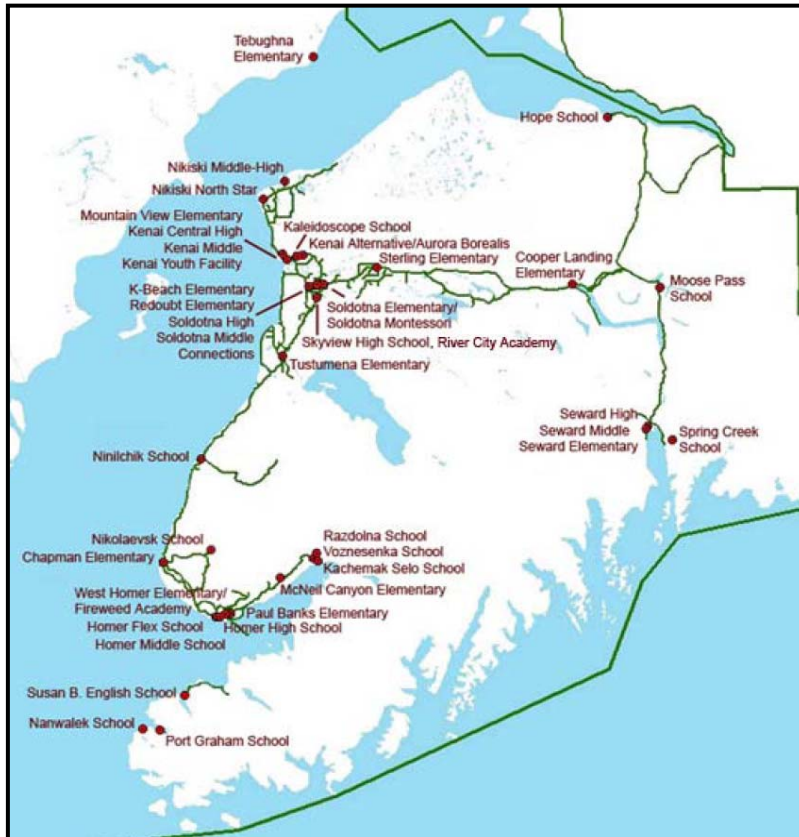 Tebughna
Elementary
Hope School
Nikiski Middle-High
Nikiski North Star
Mountain View Elementary
Kenai Central High
Kenai Middle
Kenai Youth Facility
Kaleidoscope School
Kenai Alternative/Aurora Borealis
Sterling Elementary
Cooper Landing
Elementary
Moose Pass
School
K-Beach Elementary
Redoubt Elementary
Soldotna High
Soldotna Middle
Connections
Soldotna Elementary/
Soldotna Montessori
Skyview High School, River City Academy
Tustumena Elementary
Seward High
Seward Middle
Seward Elementary
Spring Creek
School
Ninilchik School
Nikolaevsk School
Chapman Elementary
Razdolna School
Voznesenka School
Kachemak Selo School
McNeil Canyon Elementary
West Homer Elementary/
Fireweed Academy
Homer Flex School
Homer Middle School
Paul Banks Elementary
Homer High School
Susan B. English School
Nanwalek School
Port Graham School